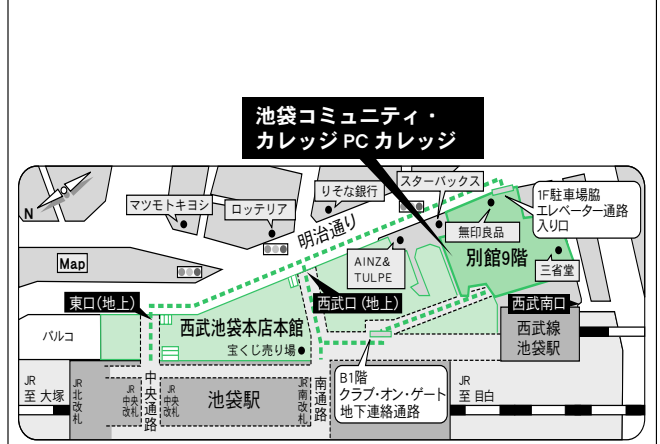 池袋コミュニティ・
カレッジ PC カレッジ
N
マツモトキヨシ
ロッテリア
りそな銀行
スターバックス
1F駐車場脇
エレベーター通路
入り口
明治通り
無印良品
Map
AINZ&
TULPE
別館9階
三省堂
東口(地上)
西武口(地上)
西武南口
パルコ
西武池袋本店本館
宝くじ売り場
西武線
池袋駅
B1階
クラブ・オン・ゲート
地下連絡通路
JR
至 大塚
JR北改札
JR中央改札
中央通路
JR中央改札
池袋駅
JR南改札
南通路
JR
至 目白